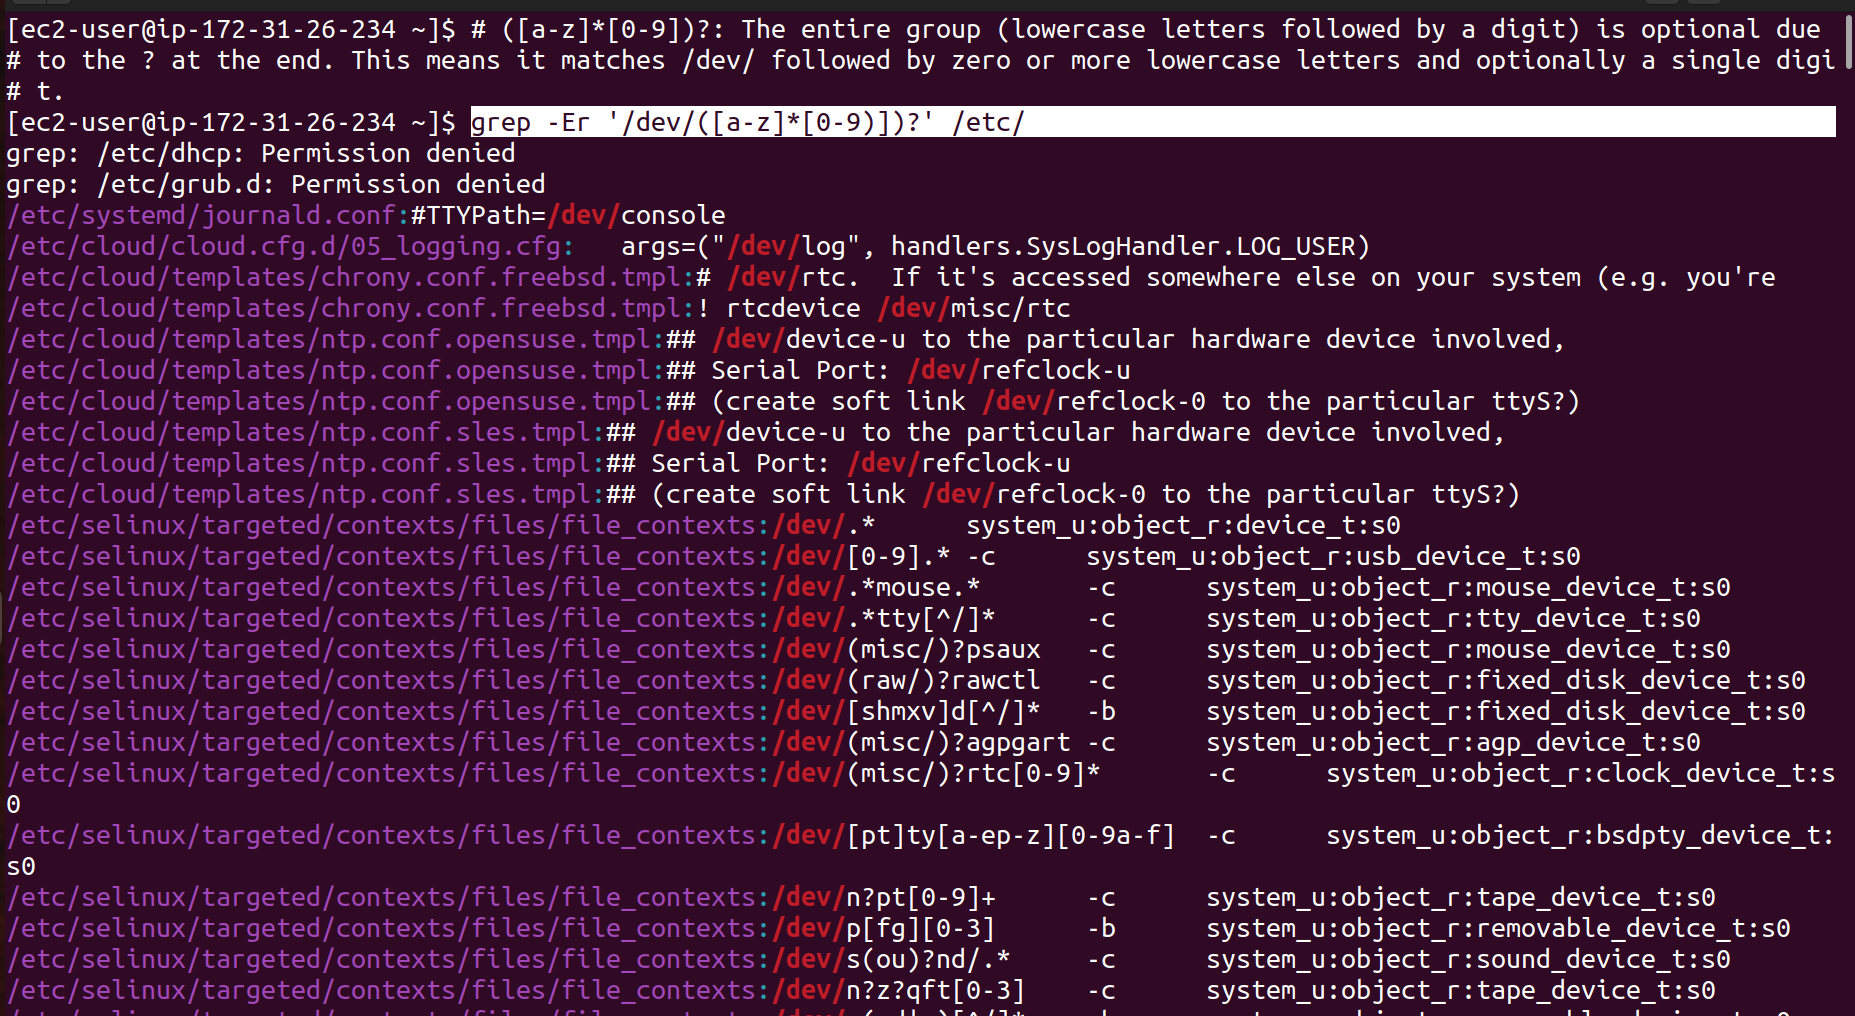 [ec2-user@ip-172-31-26-234 ~]$ # ([a-z]*[0-9])?: The entire group (lowercase letters followed by a digit) is optional due
# to the ? at the end. This means it matches /dev/ followed by zero or more lowercase letters and optionally a single digi
# t.
[ec2-user@ip-172-31-26-234 ~]$ grep -Er '/dev/([a-z]*[0-9)])?' /etc/
grep: /etc/dhcp: Permission denied
grep: /etc/grub.d: Permission denied
/etc/systemd/journald.conf:#TTYPath=/dev/console
/etc/cloud/cloud.cfg.d/05_logging.cfg:   args=("/dev/log", handlers.SysLogHandler.LOG_USER)
/etc/cloud/templates/chrony.conf.freebsd.tmpl:# /dev/rtc.  If it's accessed somewhere else on your system (e.g. you're
/etc/cloud/templates/chrony.conf.freebsd.tmpl:! rtcdevice /dev/misc/rtc
/etc/cloud/templates/ntp.conf.opensuse.tmpl:## /dev/device-u to the particular hardware device involved,
/etc/cloud/templates/ntp.conf.opensuse.tmpl:## Serial Port: /dev/refclock-u
/etc/cloud/templates/ntp.conf.opensuse.tmpl:## (create soft link /dev/refclock-0 to the particular ttyS?)
/etc/cloud/templates/ntp.conf.sles.tmpl:## /dev/device-u to the particular hardware device involved,
/etc/cloud/templates/ntp.conf.sles.tmpl:## Serial Port: /dev/refclock-u
/etc/cloud/templates/ntp.conf.sles.tmpl:## (create soft link /dev/refclock-0 to the particular ttyS?)
/etc/selinux/targeted/contexts/files/file_contexts:/dev/.*      system_u:object_r:device_t:s0
/etc/selinux/targeted/contexts/files/file_contexts:/dev/[0-9].* -c      system_u:object_r:usb_device_t:s0
/etc/selinux/targeted/contexts/files/file_contexts:/dev/.*mouse.*       -c      system_u:object_r:mouse_device_t:s0
/etc/selinux/targeted/contexts/files/file_contexts:/dev/.*tty[^/]*      -c      system_u:object_r:tty_device_t:s0
/etc/selinux/targeted/contexts/files/file_contexts:/dev/(misc/)?psaux   -c      system_u:object_r:mouse_device_t:s0
/etc/selinux/targeted/contexts/files/file_contexts:/dev/(raw/)?rawctl   -c      system_u:object_r:fixed_disk_device_t:s0
/etc/selinux/targeted/contexts/files/file_contexts:/dev/[shmxv]d[^/]*   -b      system_u:object_r:fixed_disk_device_t:s0
/etc/selinux/targeted/contexts/files/file_contexts:/dev/(misc/)?agpgart -c      system_u:object_r:agp_device_t:s0
/etc/selinux/targeted/contexts/files/file_contexts:/dev/(misc/)?rtc[0-9]*       -c      system_u:object_r:clock_device_t:s
0
/etc/selinux/targeted/contexts/files/file_contexts:/dev/[pt]ty[a-ep-z][0-9a-f]  -c      system_u:object_r:bsdpty_device_t:
s0
/etc/selinux/targeted/contexts/files/file_contexts:/dev/n?pt[0-9]+      -c      system_u:object_r:tape_device_t:s0
/etc/selinux/targeted/contexts/files/file_contexts:/dev/p[fg][0-3]      -b      system_u:object_r:removable_device_t:s0
/etc/selinux/targeted/contexts/files/file_contexts:/dev/s(ou)?nd/.*     -c      system_u:object_r:sound_device_t:s0
/etc/selinux/targeted/contexts/files/file_contexts:/dev/n?z?qft[0-3]    -c      system_u:object_r:tape_device_t:s0